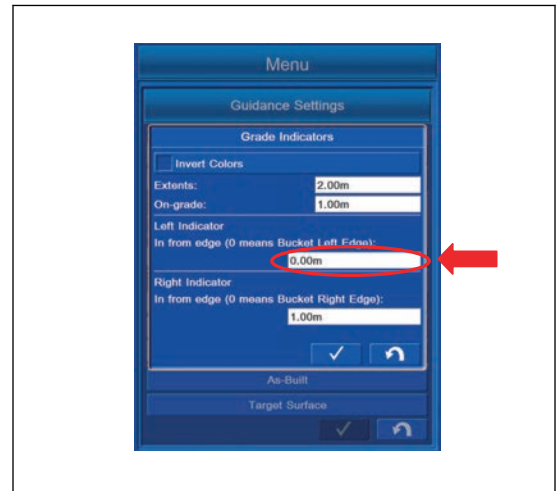 Menu
Guidance Settings
Grade Indicators
Invert Colors
Extents: 2.00m
On-grade: 1.00m
Left Indicator
In from edge (0 means Bucket Left Edge):
0.00m
Right Indicator
In from edge (0 means Bucket Right Edge):
1.00m
As-Built
Target Surface